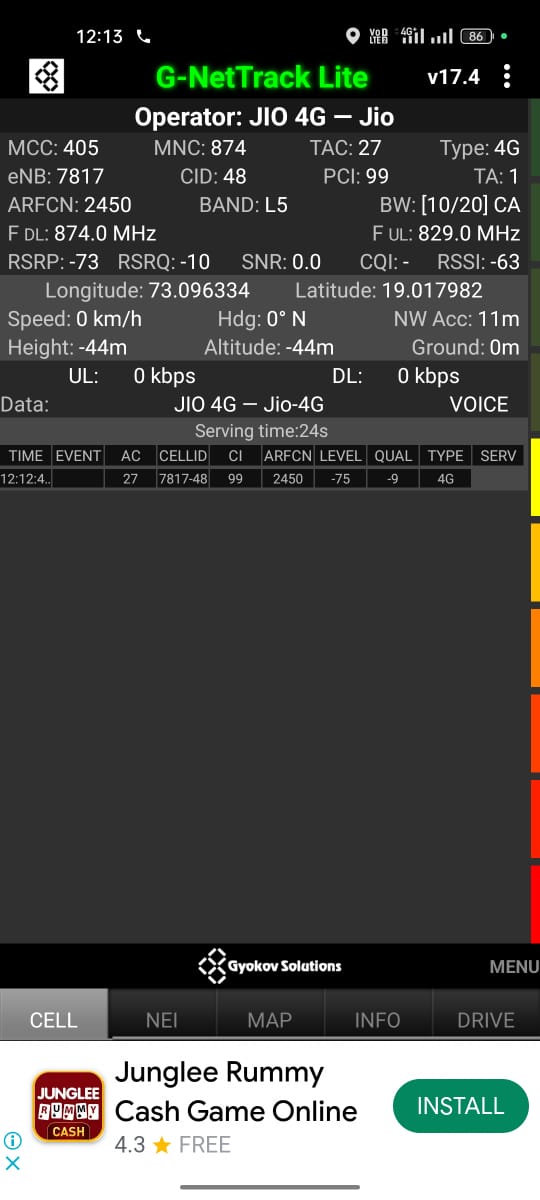 12:13 VoD LTE2 4G+ 86
G-NetTrack Lite v17.4
Operator: JIO 4G — Jio
MCC: 405 MNC: 874 TAC: 27 Type: 4G
eNB: 7817 CID: 48 PCI: 99 TA: 1
ARFCN: 2450 BAND: L5 BW: [10/20] CA
F DL: 874.0 MHz F UL: 829.0 MHz
RSRP: -73 RSRQ: -10 SNR: 0.0 CQI: - RSSI: -63
Longitude: 73.096334 Latitude: 19.017982
Speed: 0 km/h Hdg: 0° N NW Acc: 11m
Height: -44m Altitude: -44m Ground: 0m
UL: 0 kbps DL: 0 kbps
Data: JIO 4G — Jio-4G VOICE
Serving time:24s
TIME EVENT AC CELLID CI ARFCN LEVEL QUAL TYPE SERV
12:12:4.. 27 7817-48 99 2450 -75 -9 4G
Gyokov Solutions MENU
CELL NEI MAP INFO DRIVE
JUNGLEE
RUMMY
CASH
Junglee Rummy
Cash Game Online
4.3 FREE
INSTALL